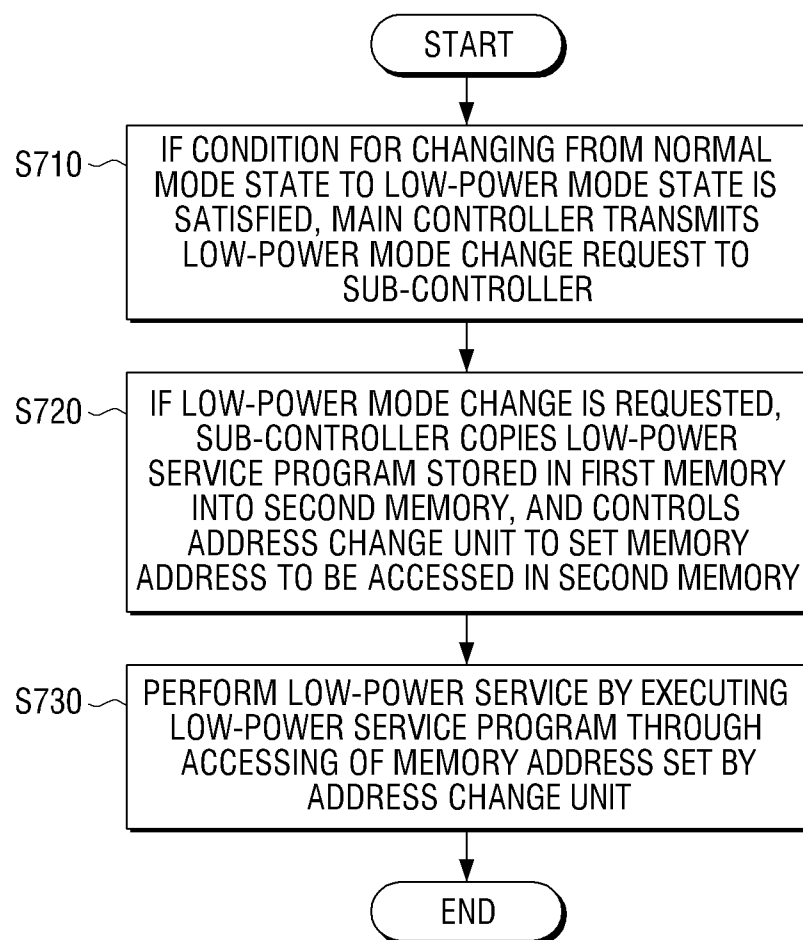 START
S710
IF CONDITION FOR CHANGING FROM NORMAL
MODE STATE TO LOW-POWER MODE STATE IS
SATISFIED, MAIN CONTROLLER TRANSMITS
LOW-POWER MODE CHANGE REQUEST TO
SUB-CONTROLLER
S720
IF LOW-POWER MODE CHANGE IS REQUESTED,
SUB-CONTROLLER COPIES LOW-POWER
SERVICE PROGRAM STORED IN FIRST MEMORY
INTO SECOND MEMORY, AND CONTROLS
ADDRESS CHANGE UNIT TO SET MEMORY
ADDRESS TO BE ACCESSED IN SECOND MEMORY
S730
PERFORM LOW-POWER SERVICE BY EXECUTING
LOW-POWER SERVICE PROGRAM THROUGH
ACCESSING OF MEMORY ADDRESS SET BY
ADDRESS CHANGE UNIT
END